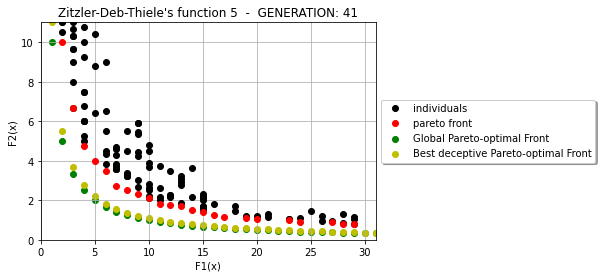 Zitzler-Deb-Thiele's function 5 - GENERATION: 41
F2(x)
10
8
6
4
2
0
0 5 10 15 20 25 30
F1(x)
individuals
pareto front
Global Pareto-optimal Front
Best deceptive Pareto-optimal Front